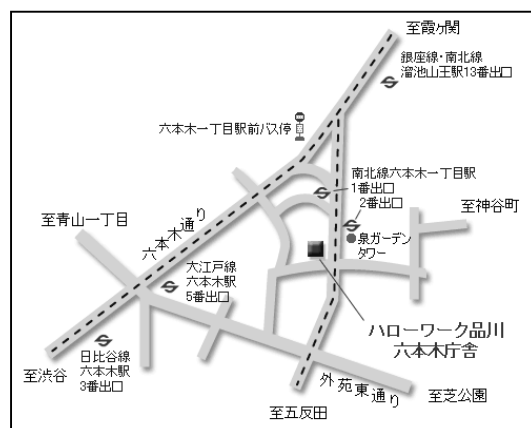 至霞ヶ関
銀座線・南北線
溜池山王駅13番出口
六本木一丁目駅前バス停
南北線六本木一丁目駅
1番出口
2番出口
至神谷町
至青山一丁目
六本木通り
泉ガーデン
タワー
大江戸線
六本木駅
5番出口
ハローワーク品川
六本木庁舎
日比谷線
六本木駅
3番出口
至渋谷
外苑東通り
至芝公園
至五反田